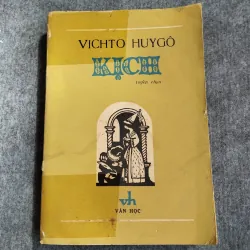 VICHTO HUYGÔ
KỊCH
tuyển chọn
vh
VĂN HỌC